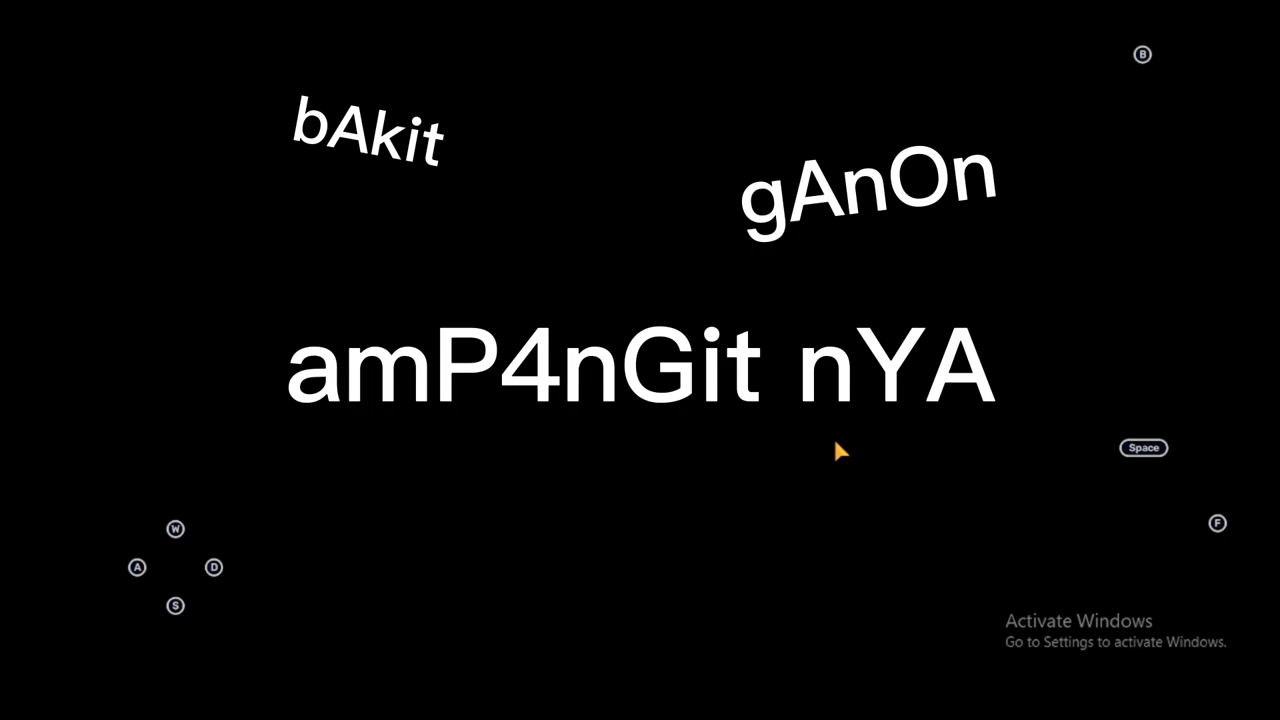 B
bAkit
gAnOn
amP4nGit nYA
Space
F
W
A D
S
Activate Windows
Go to Settings to activate Windows.